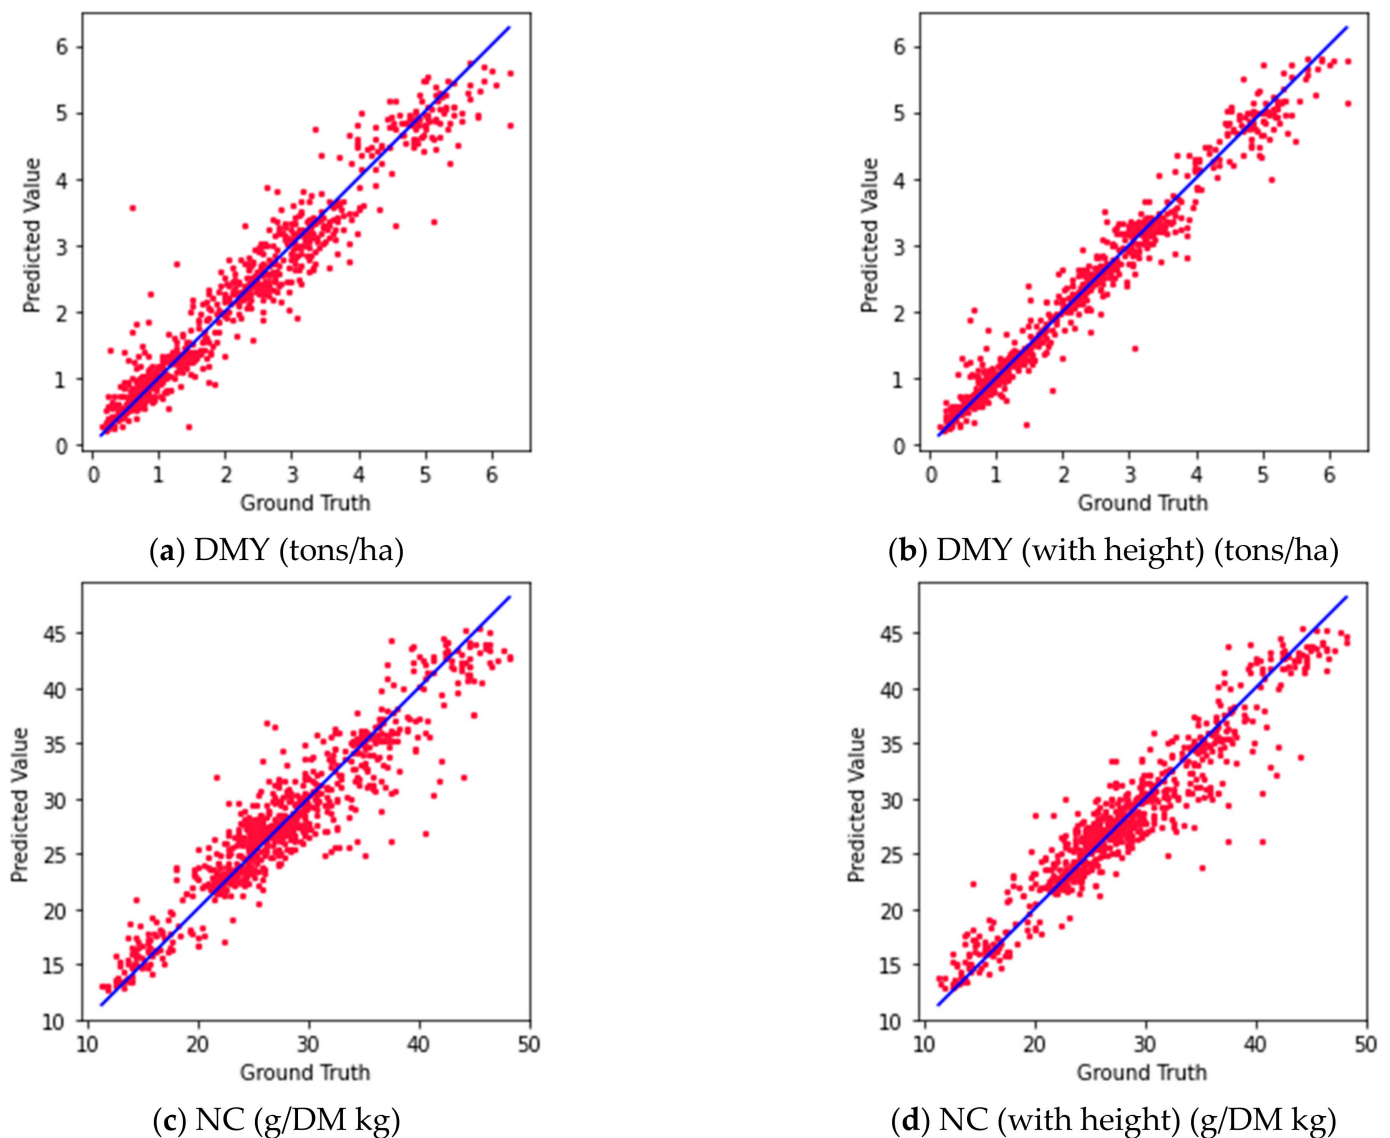 6
5
4
3
2
1
0
Predicted Value
0 1 2 3 4 5 6
Ground Truth
(a) DMY (tons/ha)
6
5
4
3
2
1
0
Predicted Value
0 1 2 3 4 5 6
Ground Truth
(b) DMY (with height) (tons/ha)
45
40
35
30
25
20
15
10
Predicted Value
10 20 30 40 50
Ground Truth
(c) NC (g/DM kg)
45
40
35
30
25
20
15
10
Predicted Value
10 20 30 40 50
Ground Truth
(d) NC (with height) (g/DM kg)